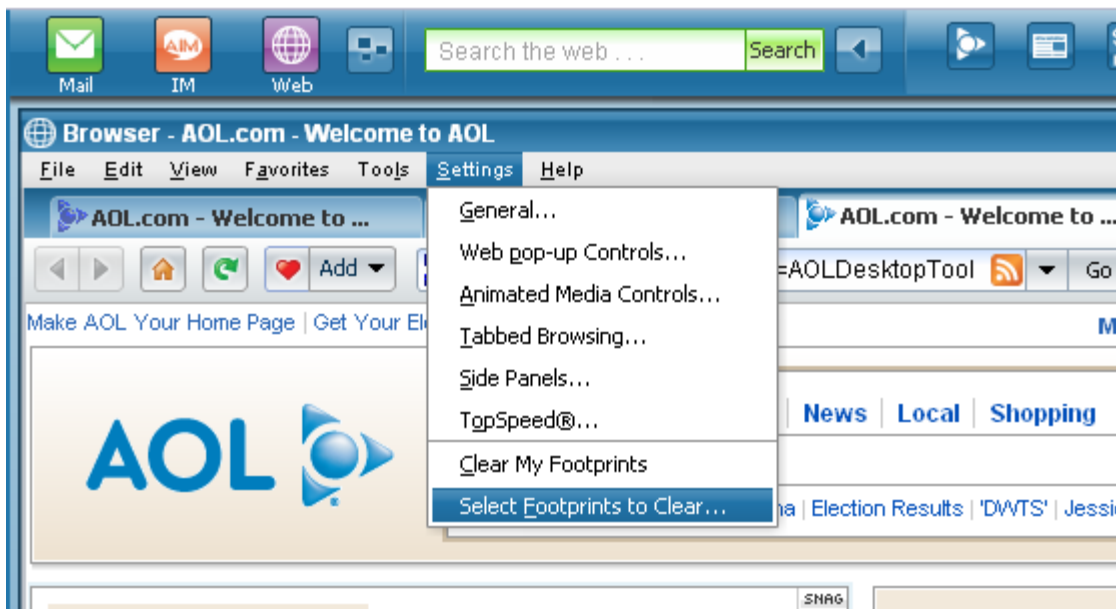 Search the web . . . Search
Mail AIM IM Web
Browser - AOL.com - Welcome to AOL
File Edit View Favorites Tools Settings Help
AOL.com - Welcome to ... AOL.com - Welcome to ...
General...
Web pop-up Controls...
Add =AOLDesktopTool Go
Animated Media Controls...
Make AOL Your Home Page | Get Your
Tabbed Browsing...
Side Panels...
TopSpeed®...
News | Local | Shopping
AOL
Clear My Footprints
Select Footprints to Clear...
| Election Results | 'DWTS' |
SNAG